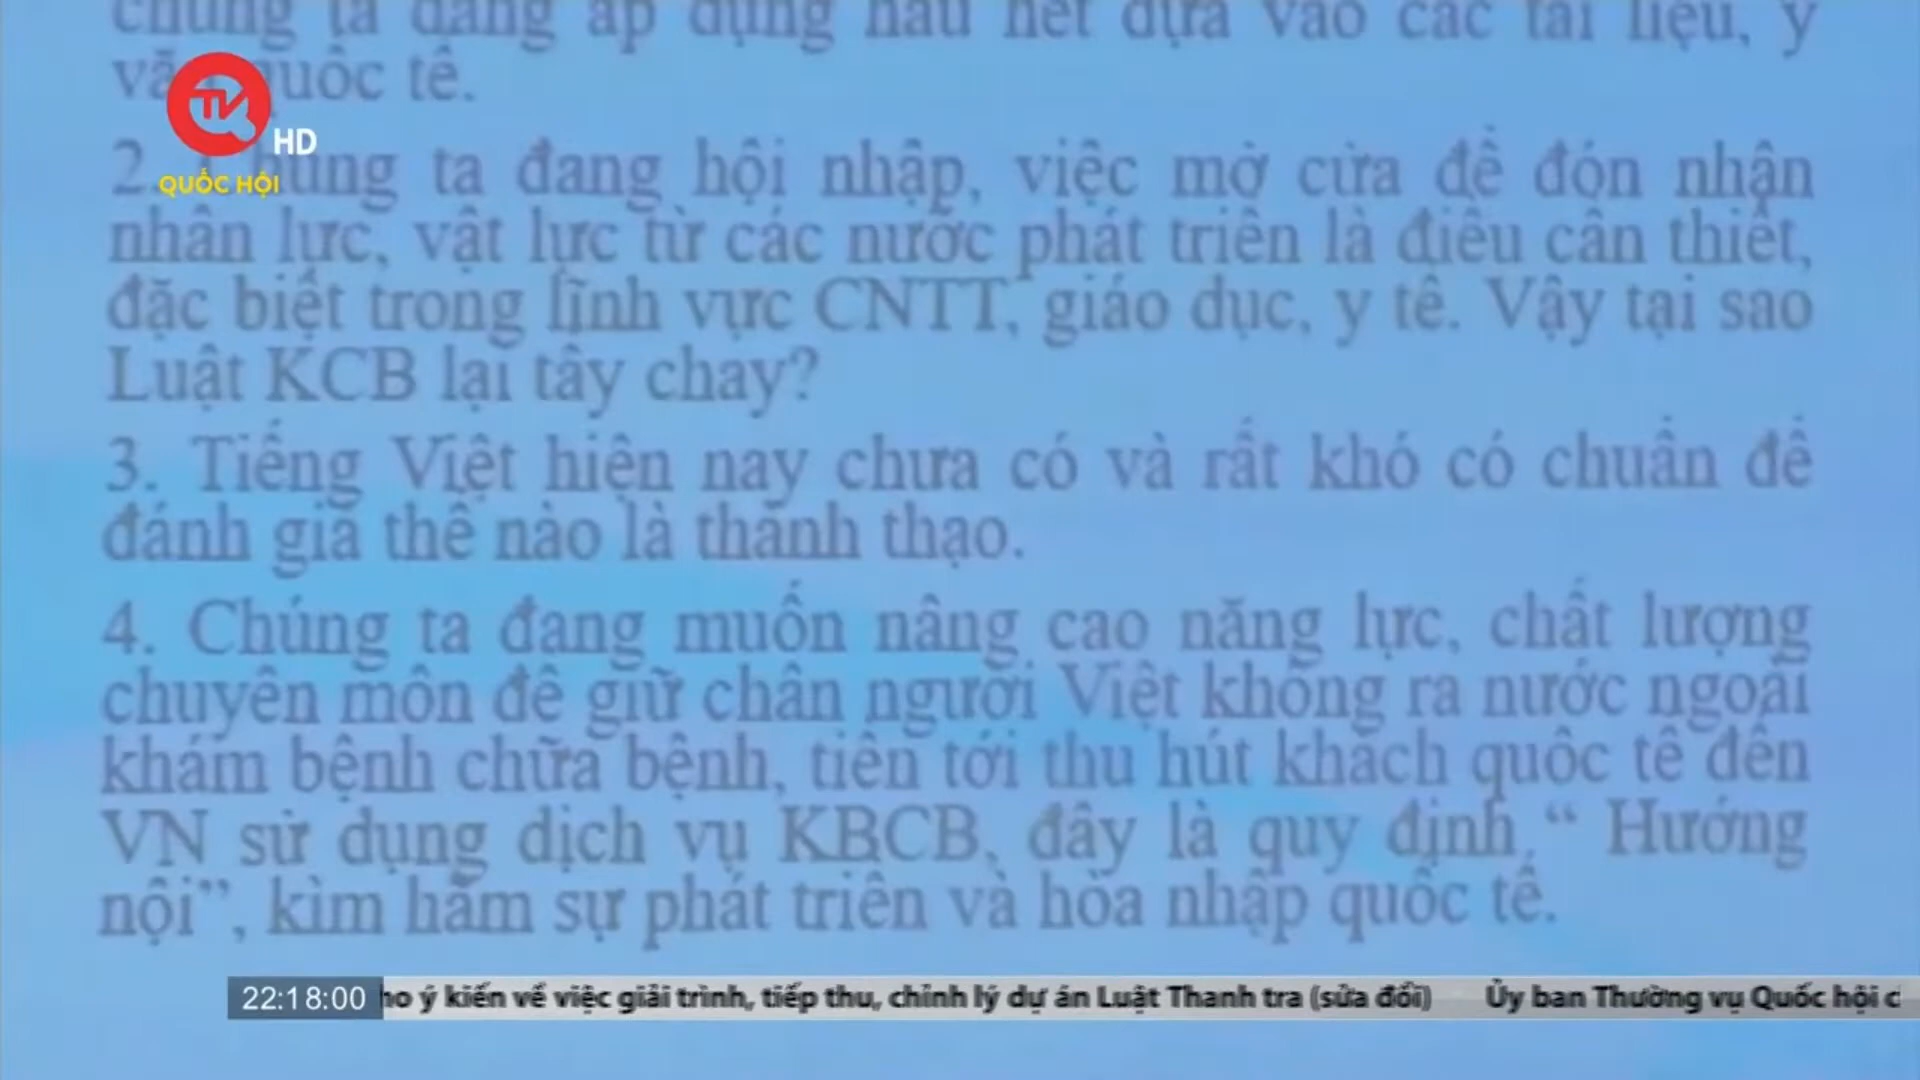 chúng ta đang áp dụng hầu hết dựa vào các tài liệu, y
văn quốc tế.
TV
HD
QUỐC HỘI
2. Chúng ta đang hội nhập, việc mở cửa để đón nhận
nhân lực, vật lực từ các nước phát triển là điều cần thiết,
đặc biệt trong lĩnh vực CNTT, giáo dục, y tế. Vậy tại sao
Luật KCB lại tẩy chay?
3. Tiếng Việt hiện nay chưa có và rất khó có chuẩn để
đánh giá thế nào là thành thạo.
4. Chúng ta đang muốn nâng cao năng lực, chất lượng
chuyên môn để giữ chân người Việt không ra nước ngoài
khám bệnh chữa bệnh, tiến tới thu hút khách quốc tế đến
VN sử dụng dịch vụ KBCB, đây là quy định “ Hướng
nội”, kìm hãm sự phát triển và hòa nhập quốc tế.
22:18:00 ho ý kiến về việc giải trình, tiếp thu, chỉnh lý dự án Luật Thanh tra (sửa đổi) Ủy ban Thường vụ Quốc hội c